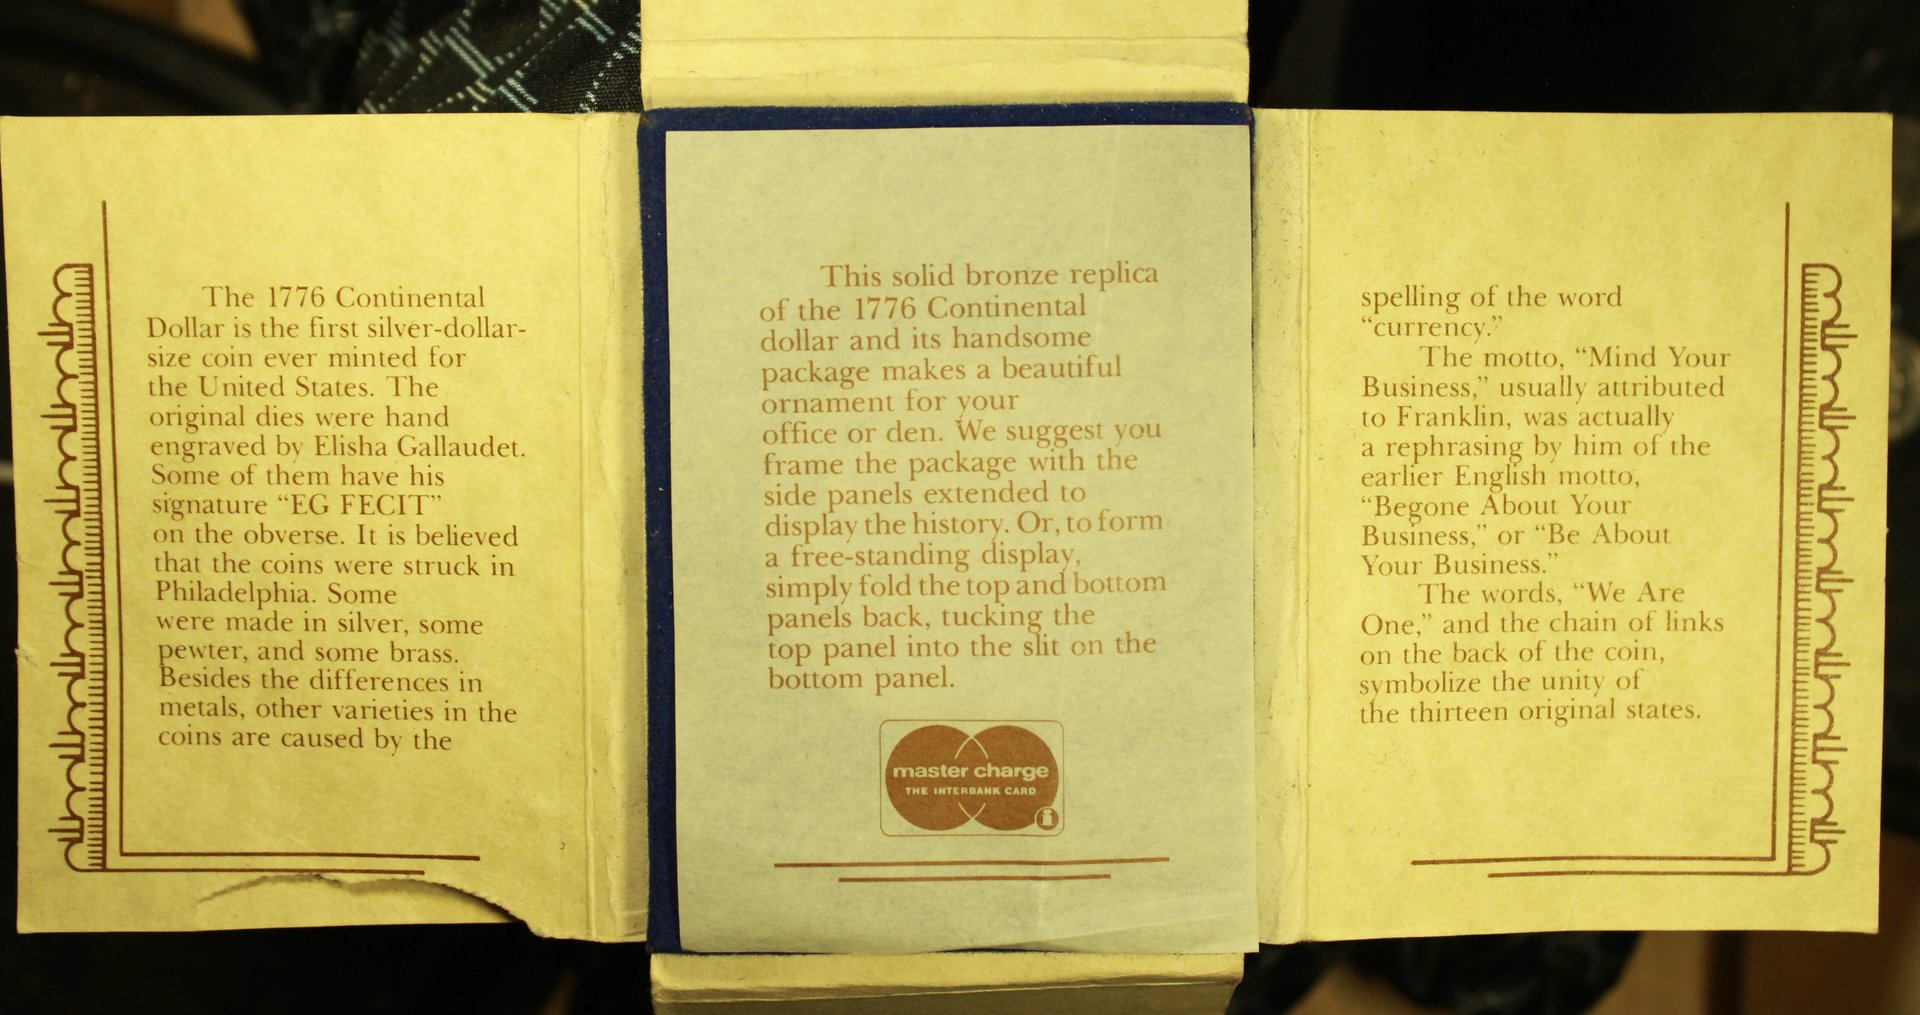 The 1776 Continental
Dollar is the first silver-dollar-
size coin ever minted for
the United States. The
original dies were hand
engraved by Elisha Gallaudet.
Some of them have his
signature “EG FECIT”
on the obverse. It is believed
that the coins were struck in
Philadelphia. Some
were made in silver, some
pewter, and some brass.
Besides the differences in
metals, other varieties in the
coins are caused by the
This solid bronze replica
of the 1776 Continental
dollar and its handsome
package makes a beautiful
ornament for your
office or den. We suggest you
frame the package with the
side panels extended to
display the history. Or, to form
a free-standing display,
simply fold the top and bottom
panels back, tucking the
top panel into the slit on the
bottom panel.
master charge
THE INTERBANK CARD
i
spelling of the word
“currency.”
The motto, “Mind Your
Business,” usually attributed
to Franklin, was actually
a rephrasing by him of the
earlier English motto,
“Begone About Your
Business,” or “Be About
Your Business.”
The words, “We Are
One,” and the chain of links
on the back of the coin,
symbolize the unity of
the thirteen original states.